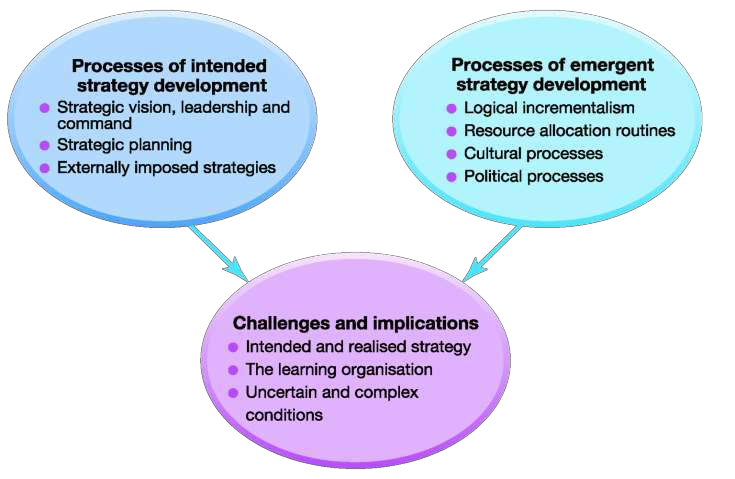 Processes of intended
strategy development
Strategic vision, leadership and
command
Strategic planning
Externally imposed strategies
Processes of emergent
strategy development
Logical incrementalism
Resource allocation routines
Cultural processes
Political processes
Challenges and implications
Intended and realised strategy
The learning organisation
Uncertain and complex
conditions